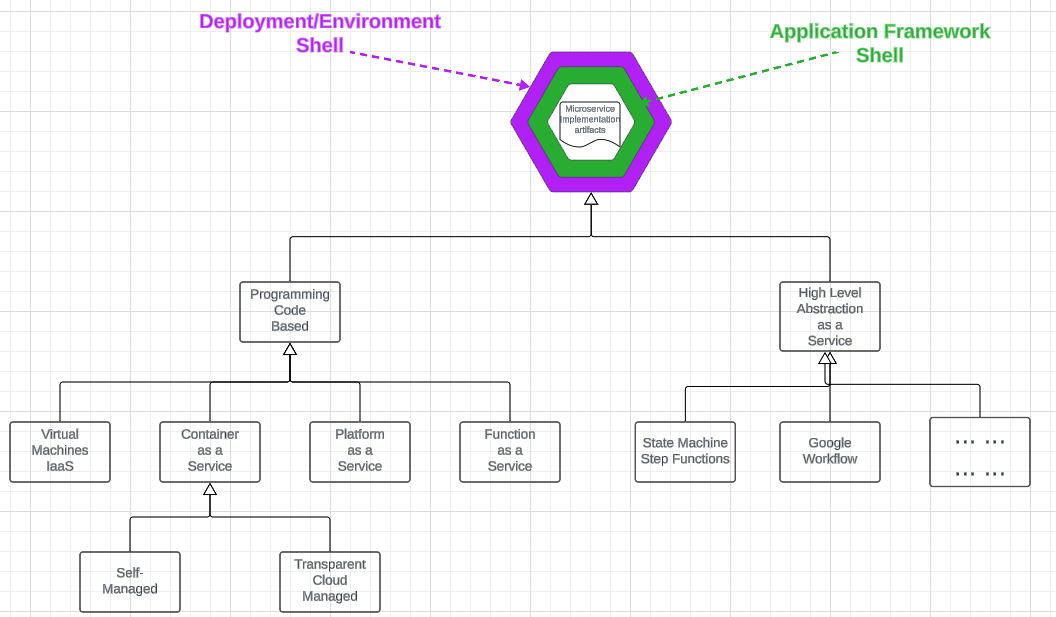 Deployment/Environment
Shell
Application Framework
Shell
Microservice
Implementation
artifacts
Programming
Code
Based
High Level
Abstraction
as a
Service
Virtual
Machines
IaaS
Container
as a
Service
Platform
as a
Service
Function
as a
Service
State Machine
Step Functions
Google
Workflow
... ...
... ...
Self-
Managed
Transparent
Cloud
Managed